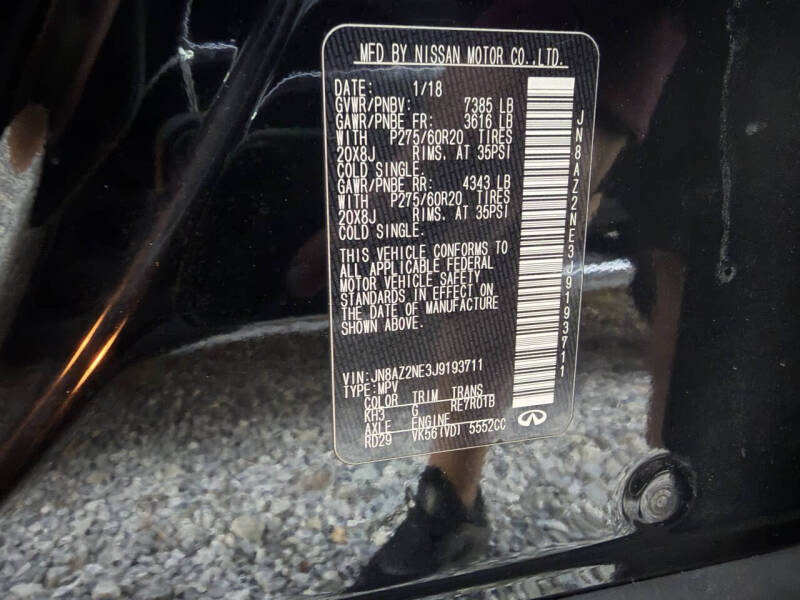 MFD BY NISSAN MOTOR CO.,LTD.
DATE: 1/18
GVWR/PNBV: 7385 LB
GAWR/PNBE FR: 3616 LB
WITH P275/60R20 TIRES
20X8J RIMS. AT 35PSI
COLD SINGLE.
GAWR/PNBE RR: 4343 LB
WITH P275/60R20 TIRES
20X8J RIMS. AT 35PSI
COLD SINGLE.
THIS VEHICLE CONFORMS TO
ALL APPLICABLE FEDERAL
MOTOR VEHICLE SAFETY
STANDARDS IN EFFECT ON
THE DATE OF MANUFACTURE
SHOWN ABOVE.
VIN: JN8AZ2NE3J9193711
TYPE: MPV
COLOR TRIM TRANS
KH3 G RE7R01B
AXLE ENGINE
RD29 VK56(VD) 5552CC
JN8AZ2NE3J9193711